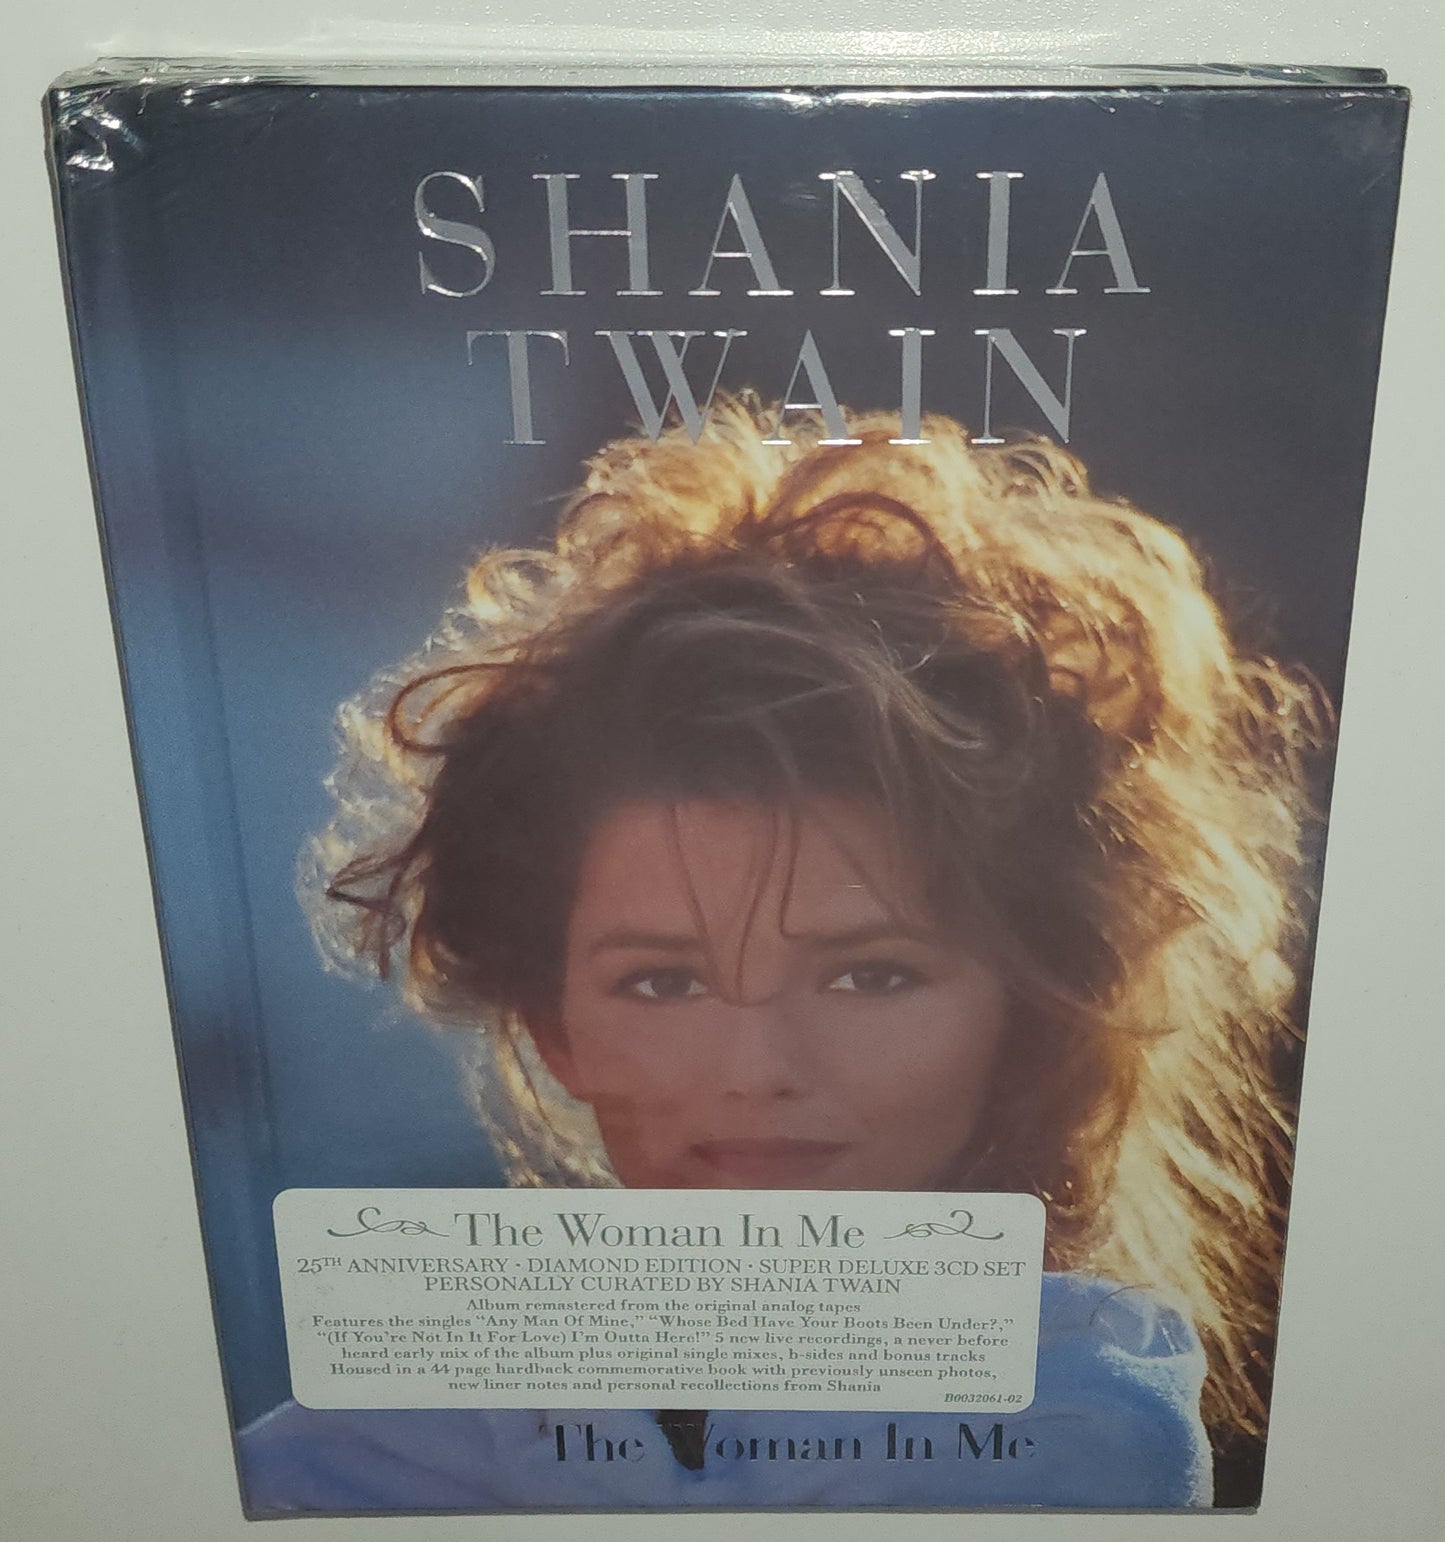 SHANIA
TWAIN
The Woman In Me
25TH ANNIVERSARY · DIAMOND EDITION · SUPER DELUXE 3CD SET
PERSONALLY CURATED BY SHANIA TWAIN
Album remastered from the original analog tapes
Features the singles "Any Man Of Mine," "Whose Bed Have Your Boots Been Under?,"
"(If You're Not In It For Love) I'm Outta Here!" 5 new live recordings, a never before
heard early mix of the album plus original single mixes, b-sides and bonus tracks
Housed in a 44 page hardback commemorative book with previously unseen photos,
new liner notes and personal recollections from Shania
B0032061-02
The Woman In Me